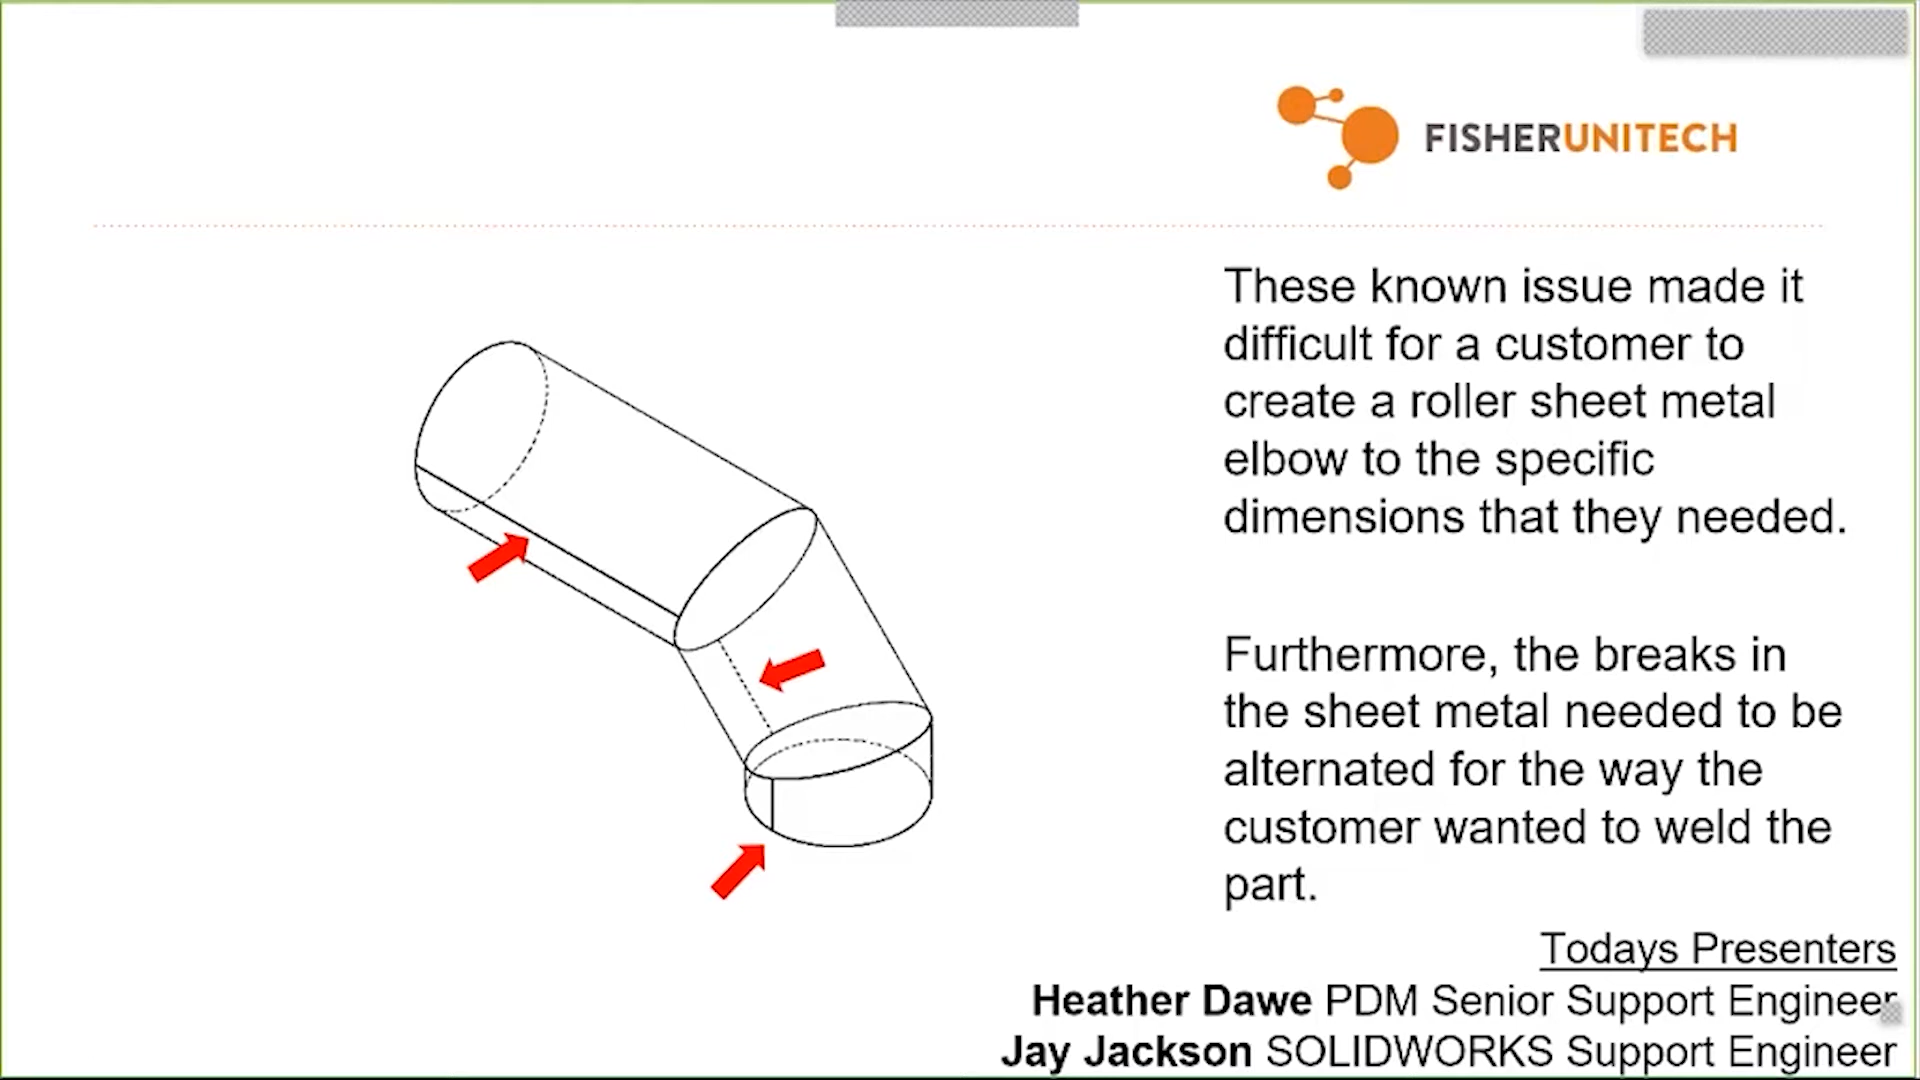 FISHERUNITECH
These known issue made it
difficult for a customer to
create a roller sheet metal
elbow to the specific
dimensions that they needed.
Furthermore, the breaks in
the sheet metal needed to be
alternated for the way the
customer wanted to weld the
part.
Todays Presenters
Heather Dawe PDM Senior Support Engineer
Jay Jackson SOLIDWORKS Support Engineer